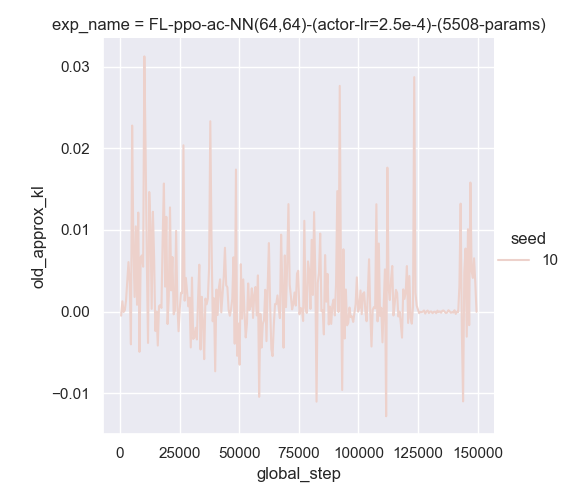 exp_name = FL-ppo-ac-NN(64,64)-(actor-lr=2.5e-4)-(5508-params)
0.03
0.02
0.01
0.00
−0.01
old_approx_kl
0 25000 50000 75000 100000 125000 150000
global_step
seed
10